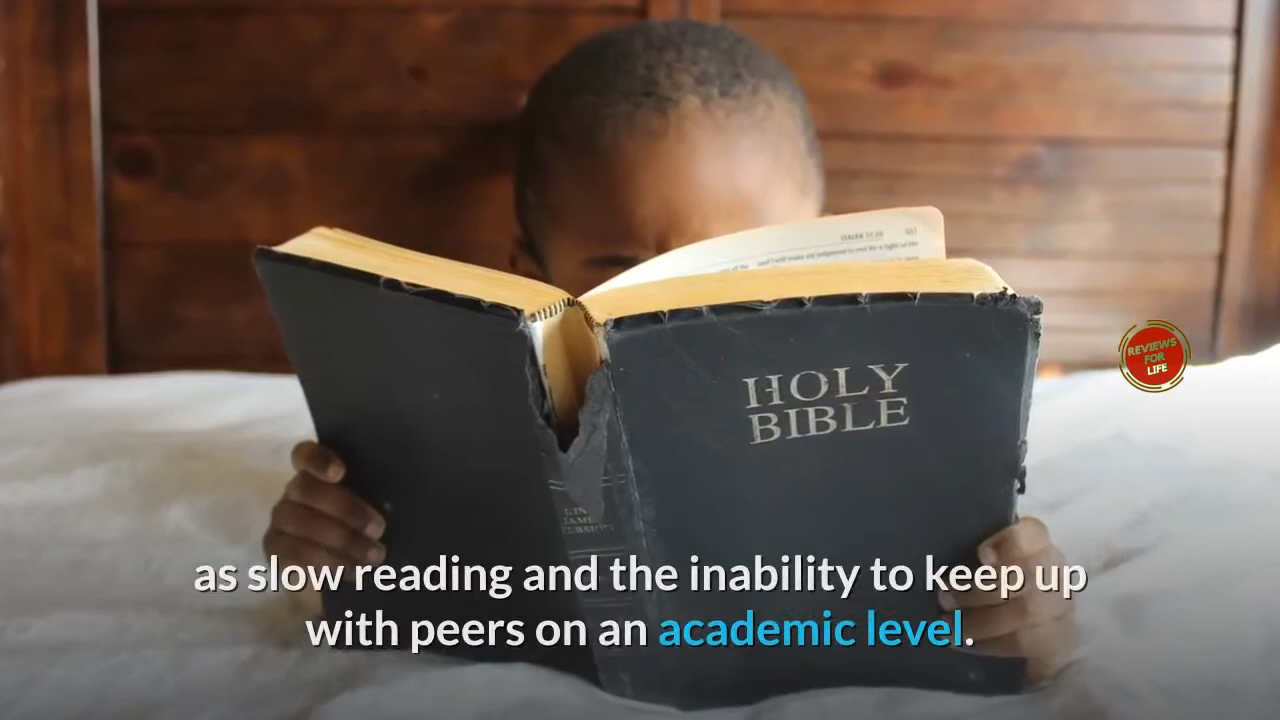 HOLY
BIBLE
REVIEWS
FOR
LIFE
as slow reading and the inability to keep up
with peers on an academic level.